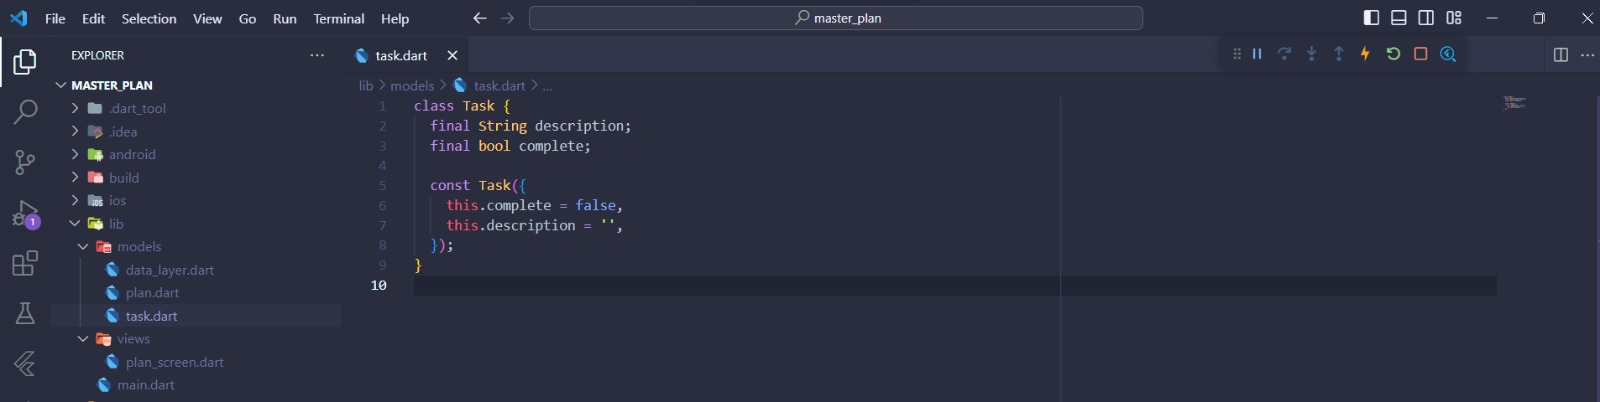 File Edit Selection View Go Run Terminal Help master_plan
EXPLORER
MASTER_PLAN
.dart_tool
.idea
android
build
ios
lib
models
data_layer.dart
plan.dart
task.dart
views
plan_screen.dart
main.dart
1
task.dart
lib > models > task.dart > ...
1 class Task {
2 final String description;
3 final bool complete;
4
5 const Task({
6 this.complete = false,
7 this.description = '',
8 });
9 }
10